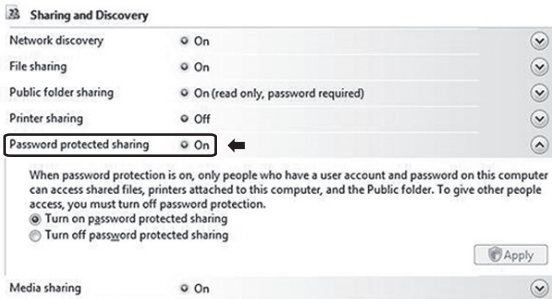 Sharing and Discovery
Network discovery On
File sharing On
Public folder sharing On (read only, password required)
Printer sharing Off
Password protected sharing On
When password protection is on, only people who have a user account and password on this computer
can access shared files, printers attached to this computer, and the Public folder. To give other people
access, you must turn off password protection.
Turn on password protected sharing
Turn off password protected sharing
Apply
Media sharing On